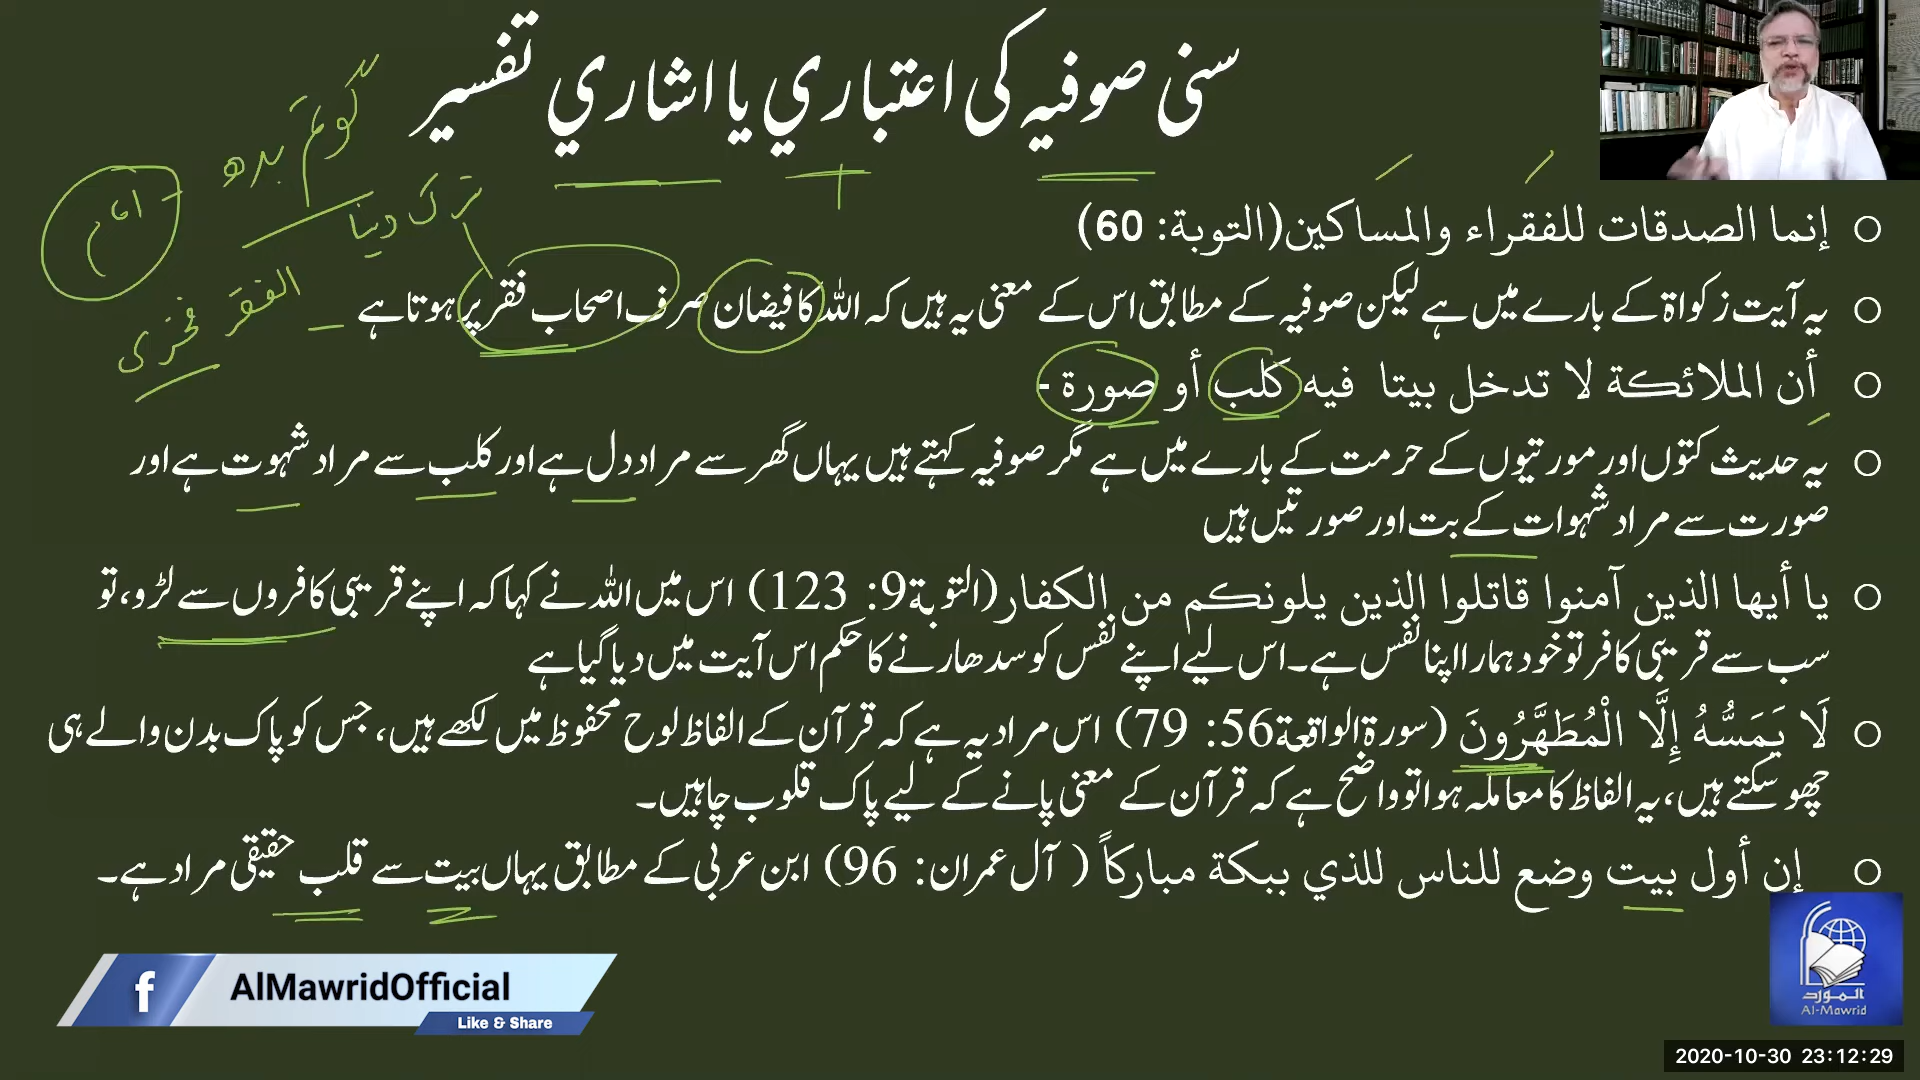 سنی صوفیہ کی اعتباري یا اشاري تفسیر
گوتم بدھ
ترک دینا
الفقر فخری
إنما الصدقات للفقراء والمساكين(التوبة: 60)
یہ آیت زکواۃ کے بارے میں ہے لیکن صوفیہ کے مطابق اس کے معنی یہ ہیں کہ اللہ کا فیضان صرف اصحاب فقر پر ہوتا ہے
أن الملائكة لا تدخل بيتا فيه كلب أو صورة -
یہ حدیث کتوں اور مورتیوں کے حرمت کے بارے میں ہے مگر صوفیہ کہتے ہیں یہاں گھر سے مراد دل ہے اور کلب سے مراد شہوت ہے اور
صورت سے مراد شہوات کے بت اور صورتیں ہیں
يا أيها الذين آمنوا قاتلوا الذين يلونكم من الكفار(التوبة9: 123) اس میں اللہ نے کہا کہ اپنے قریبی کافروں سے لڑو، تو
سب سے قریبی کافر تو خود ہمارا اپنا نفس ہے۔ اس لیے اپنے نفس کو سدھارنے کا حکم اس آیت میں دیا گیا ہے
لَا يَمَسُّهُ إِلَّا الْمُطَهَّرُونَ (سورۃ الواقعۃ56: 79) اس مراد یہ ہے کہ قرآن کے الفاظ لوح محفوظ میں لکھے ہیں، جس کو پاک بدن والے ہی
چھو سکتے ہیں، یہ الفاظ کا معاملہ ہوا تو واضح ہے کہ قرآن کے معنی پانے کے لیے پاک قلوب چاہیں۔
إن أول بيت وضع للناس للذي ببكة مباركاً ( آل عمران: 96) ابن عربی کے مطابق یہاں بیت سے قلب حقیقی مراد ہے۔
f AlMawridOfficial
Like & Share
المورد
Al-Mawrid
2020-10-30 23:12:29